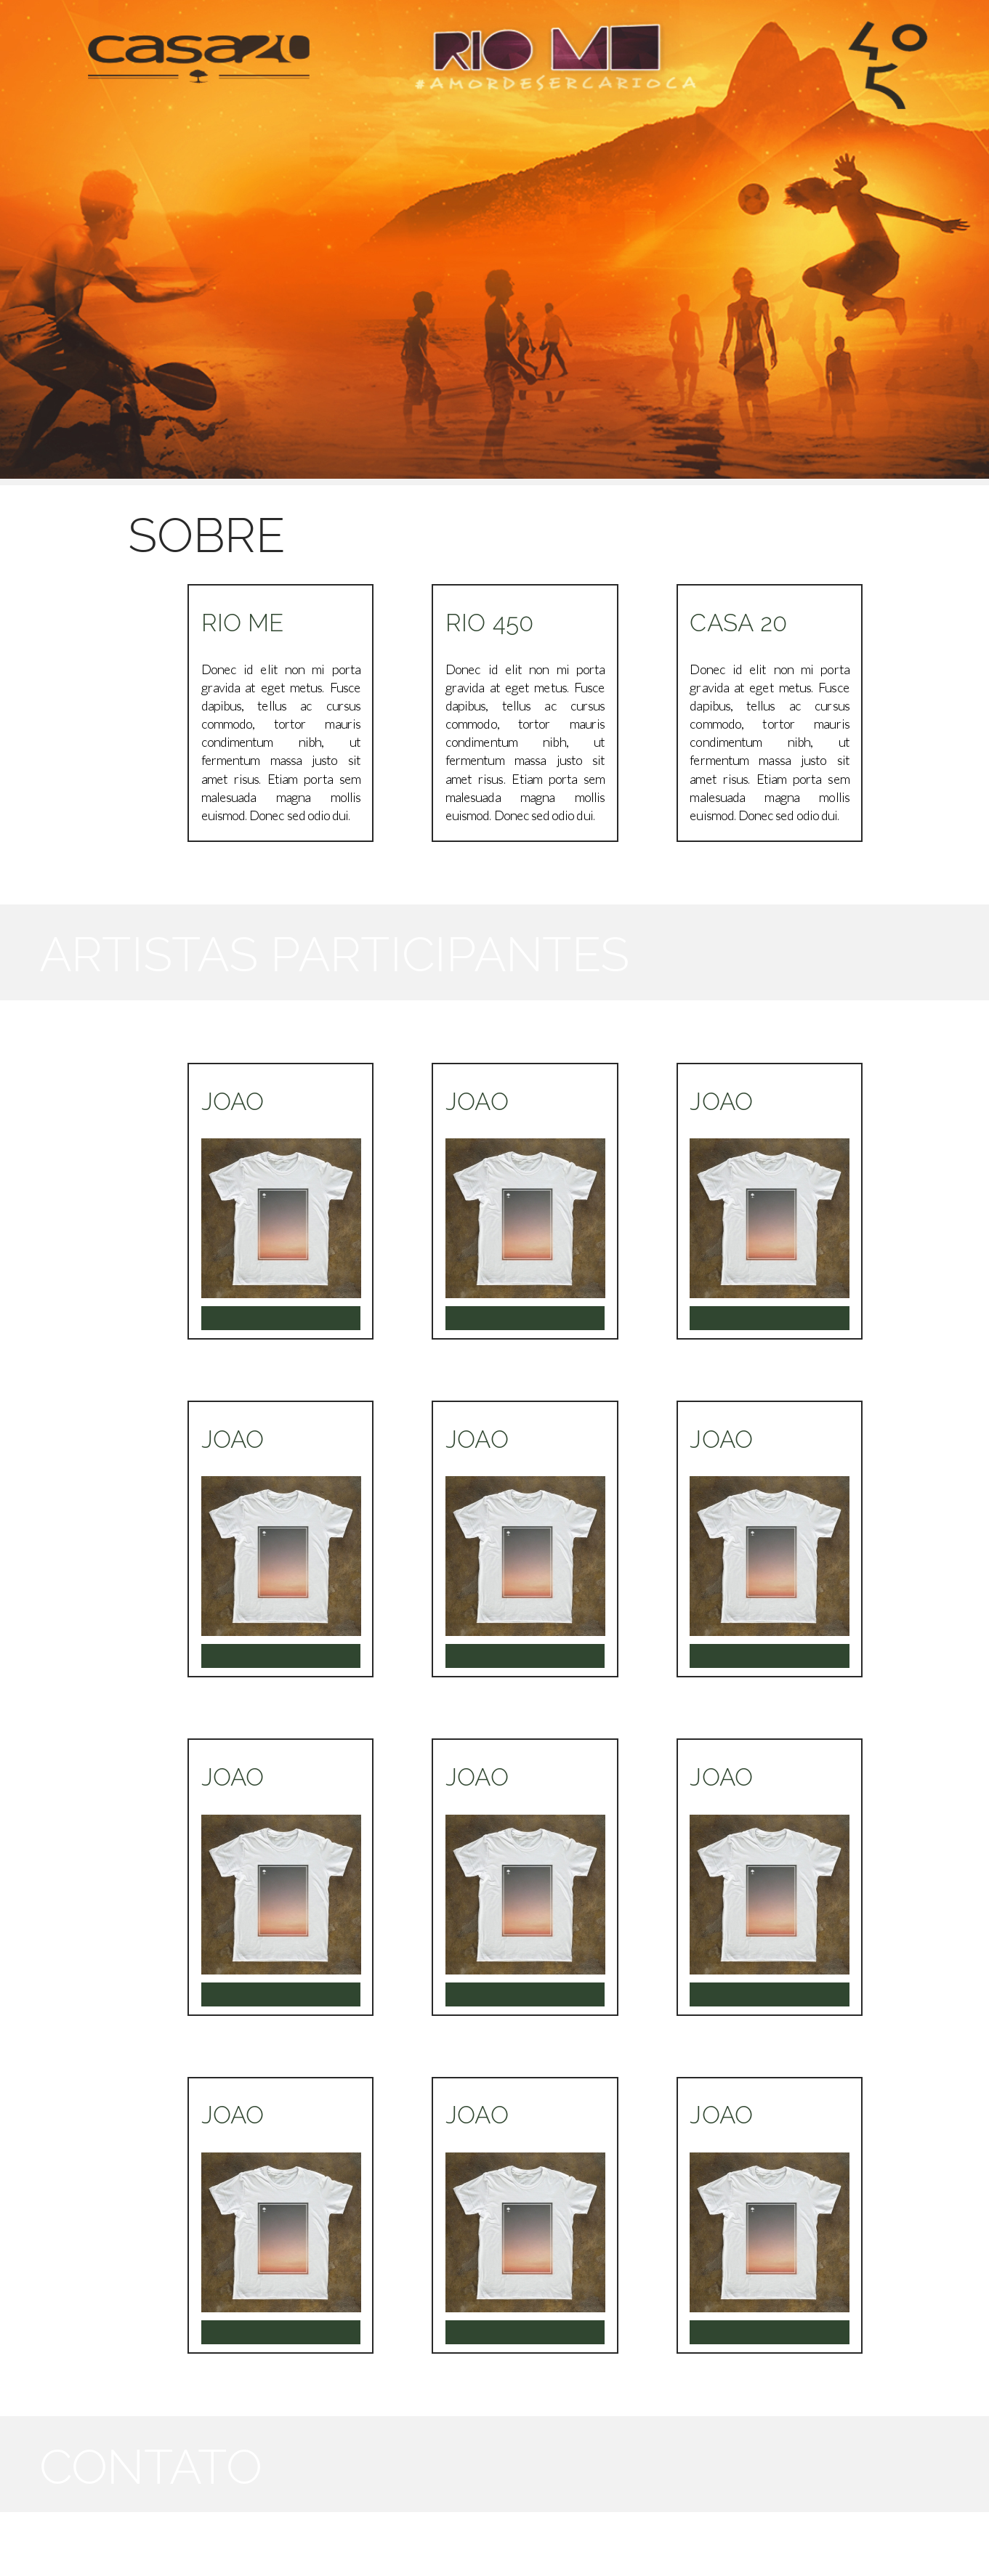 casa20
RIO ME
#AMORDESERCARIOCA
450
SOBRE
RIO ME
Donec id elit non mi porta
gravida at eget metus. Fusce
dapibus, tellus ac cursus
commodo, tortor mauris
condimentum nibh, ut
fermentum massa justo sit
amet risus. Etiam porta sem
malesuada magna mollis
euismod. Donec sed odio dui.
RIO 450
Donec id elit non mi porta
gravida at eget metus. Fusce
dapibus, tellus ac cursus
commodo, tortor mauris
condimentum nibh, ut
fermentum massa justo sit
amet risus. Etiam porta sem
malesuada magna mollis
euismod. Donec sed odio dui.
CASA 20
Donec id elit non mi porta
gravida at eget metus. Fusce
dapibus, tellus ac cursus
commodo, tortor mauris
condimentum nibh, ut
fermentum massa justo sit
amet risus. Etiam porta sem
malesuada magna mollis
euismod. Donec sed odio dui.
ARTISTAS PARTICIPANTES
JOAO
JOAO
JOAO
JOAO
JOAO
JOAO
JOAO
JOAO
JOAO
JOAO
JOAO
JOAO
CONTATO